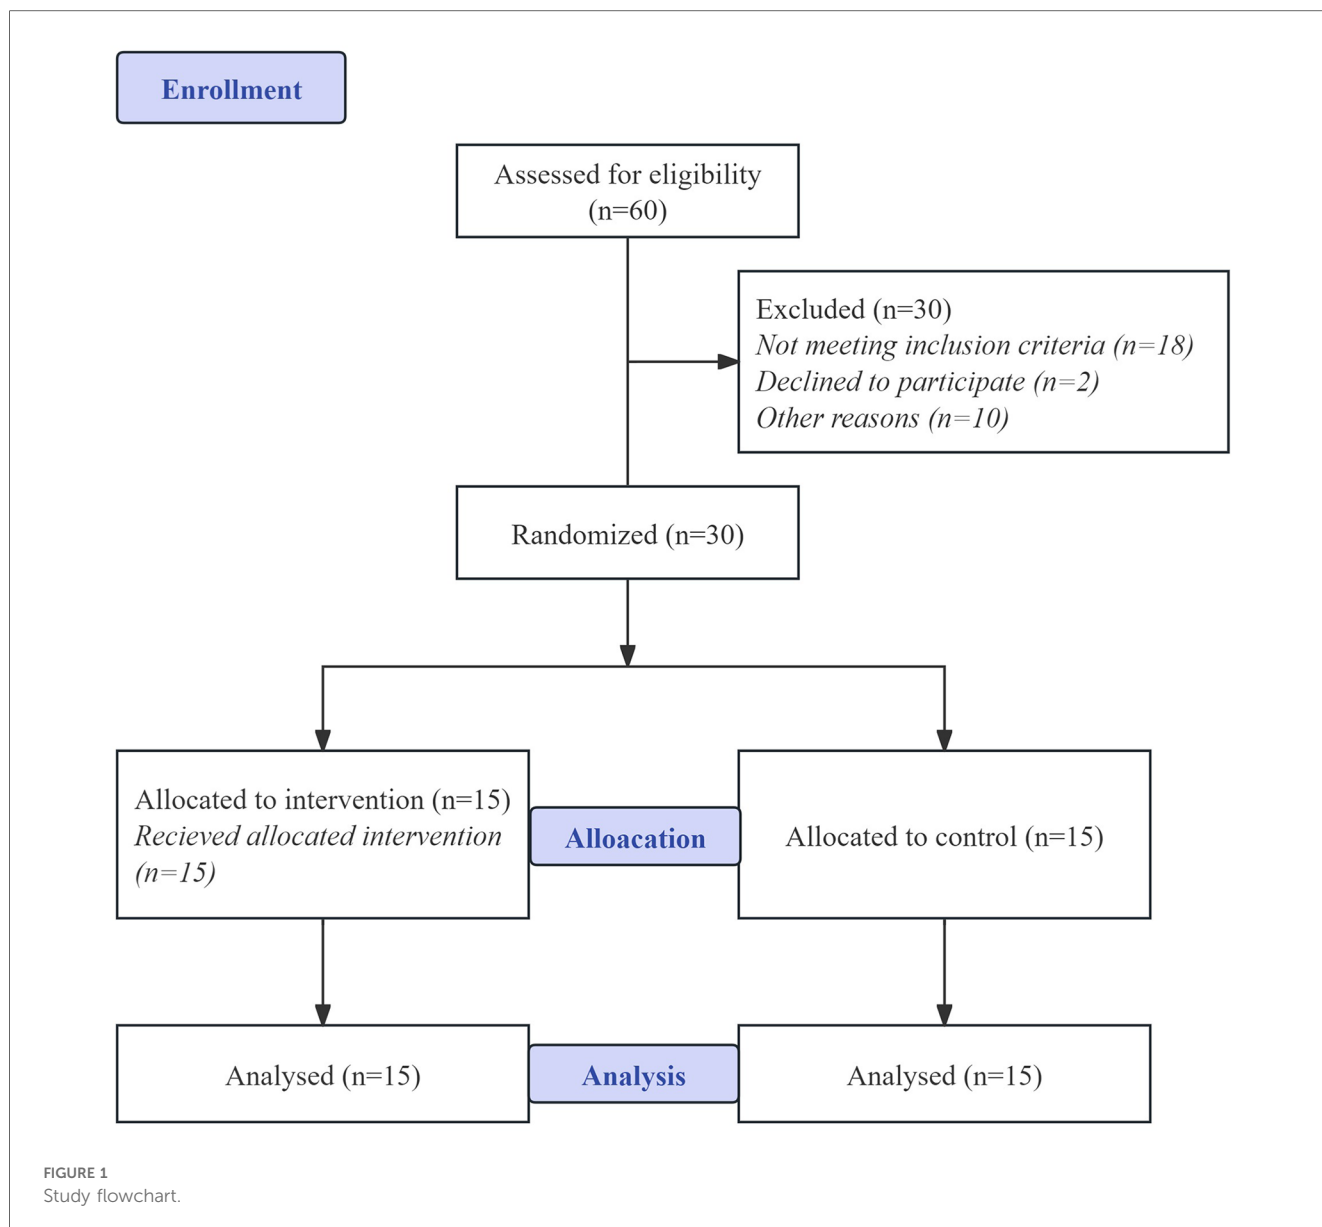 Enrollment
Assessed for eligibility
(n=60)
Excluded (n=30)
Not meeting inclusion criteria (n=18)
Declined to participate (n=2)
Other reasons (n=10)
Randomized (n=30)
Allocated to intervention (n=15)
Recieved allocated intervention
(n=15)
Alloacation
Allocated to control (n=15)
Analysed (n=15)
Analysis
Analysed (n=15)
FIGURE 1
Study flowchart.